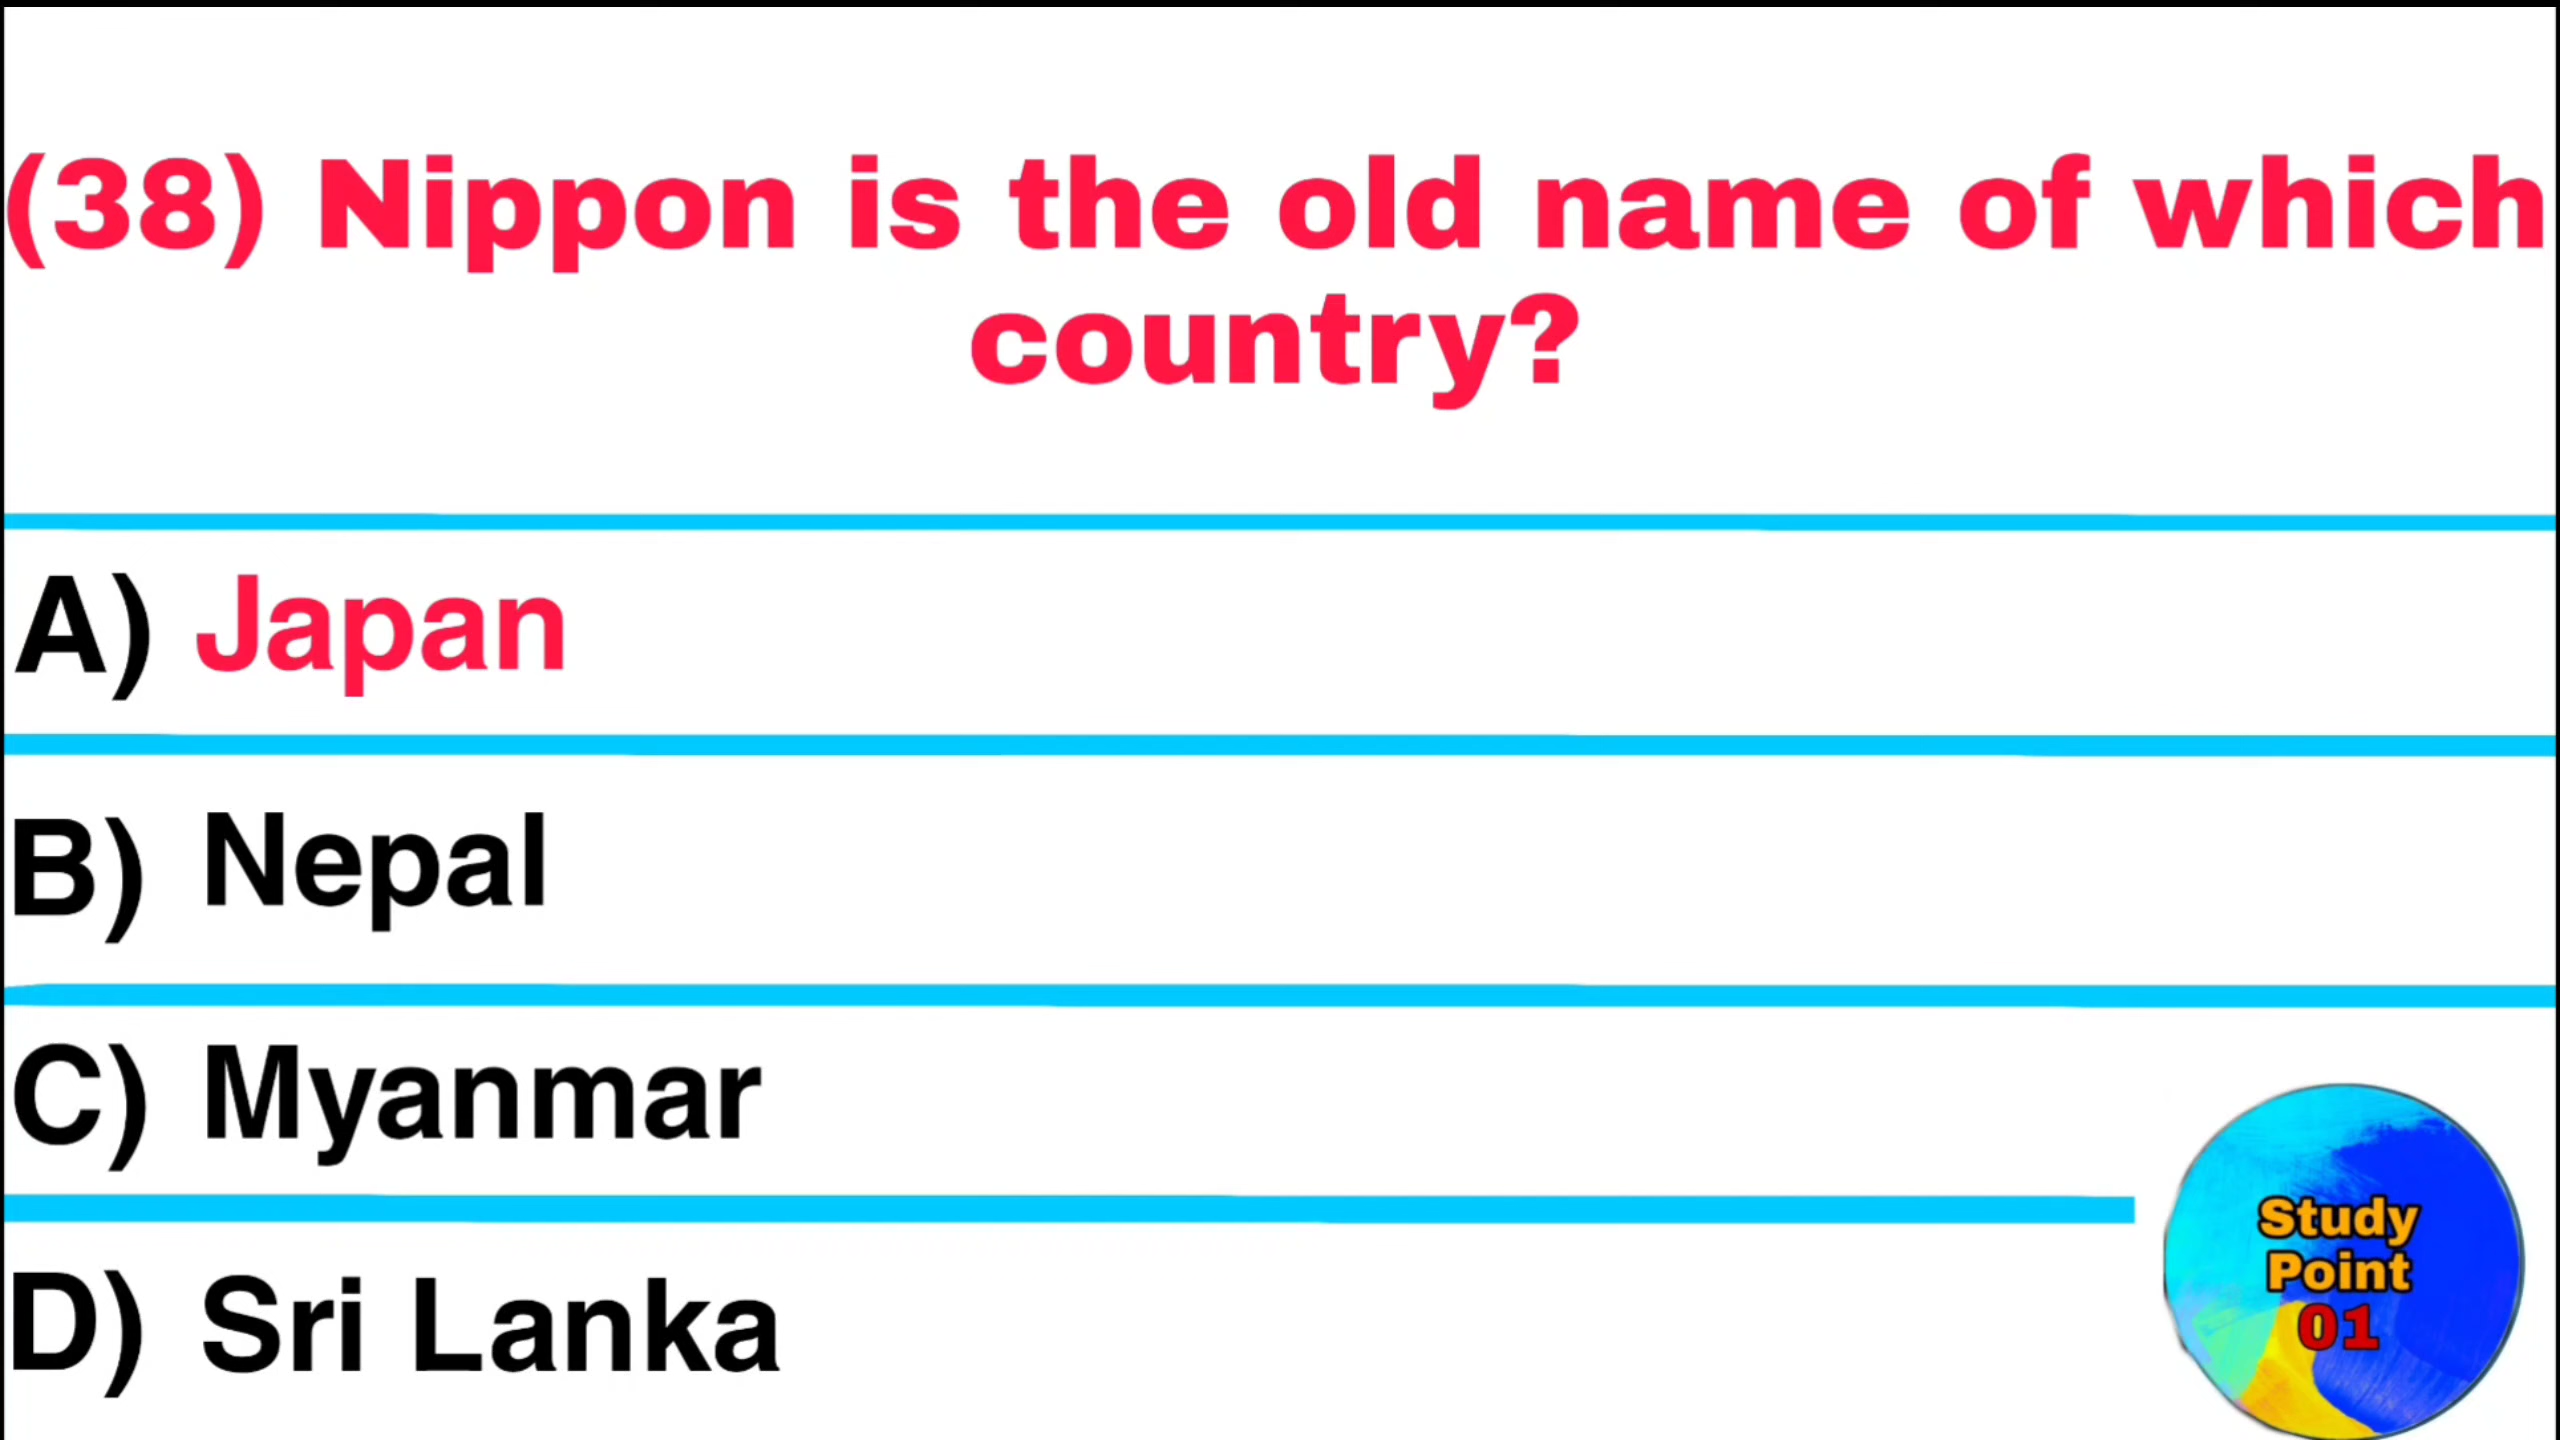 (38) Nippon is the old name of which
country?
A) Japan
B) Nepal
C) Myanmar
D) Sri Lanka
Study
Point
01